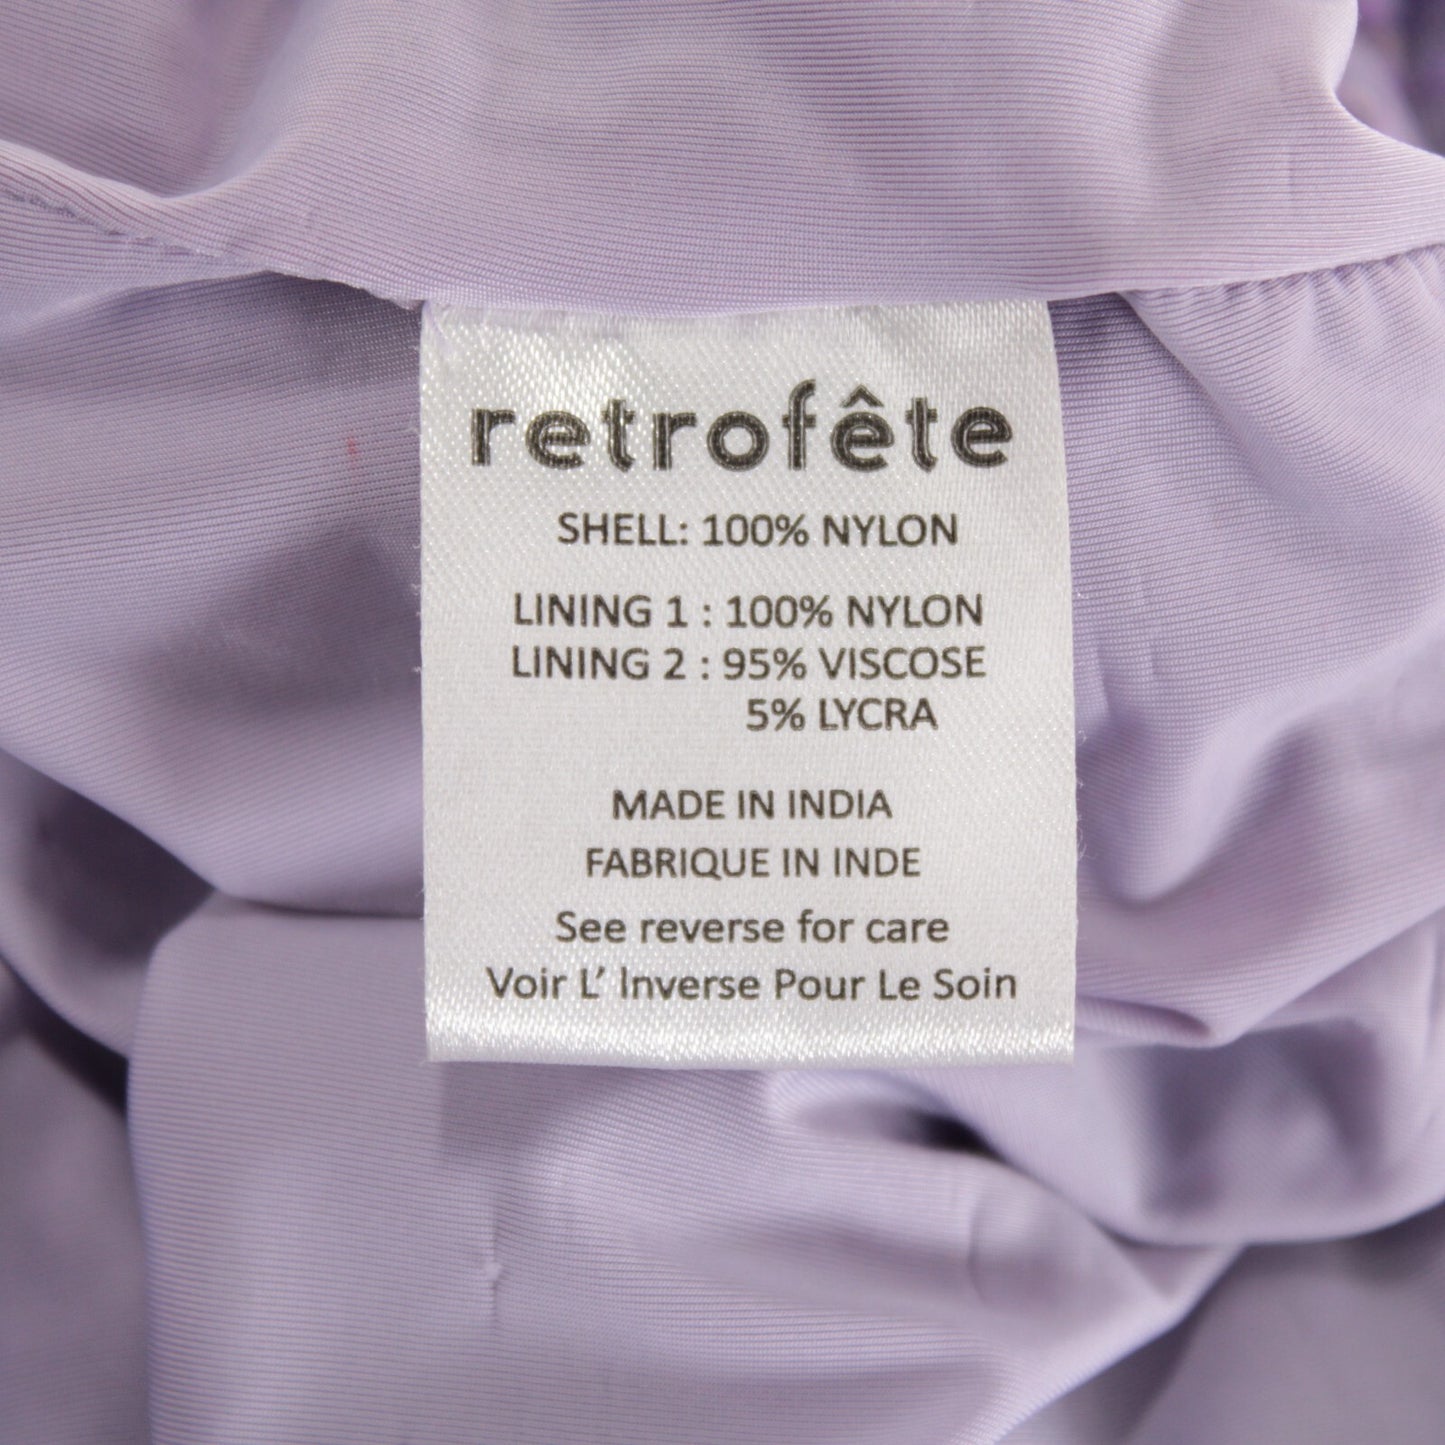 retrofête
SHELL: 100% NYLON
LINING 1 : 100% NYLON
LINING 2 : 95% VISCOSE
5% LYCRA
MADE IN INDIA
FABRIQUE IN INDE
See reverse for care
Voir L’ Inverse Pour Le Soin